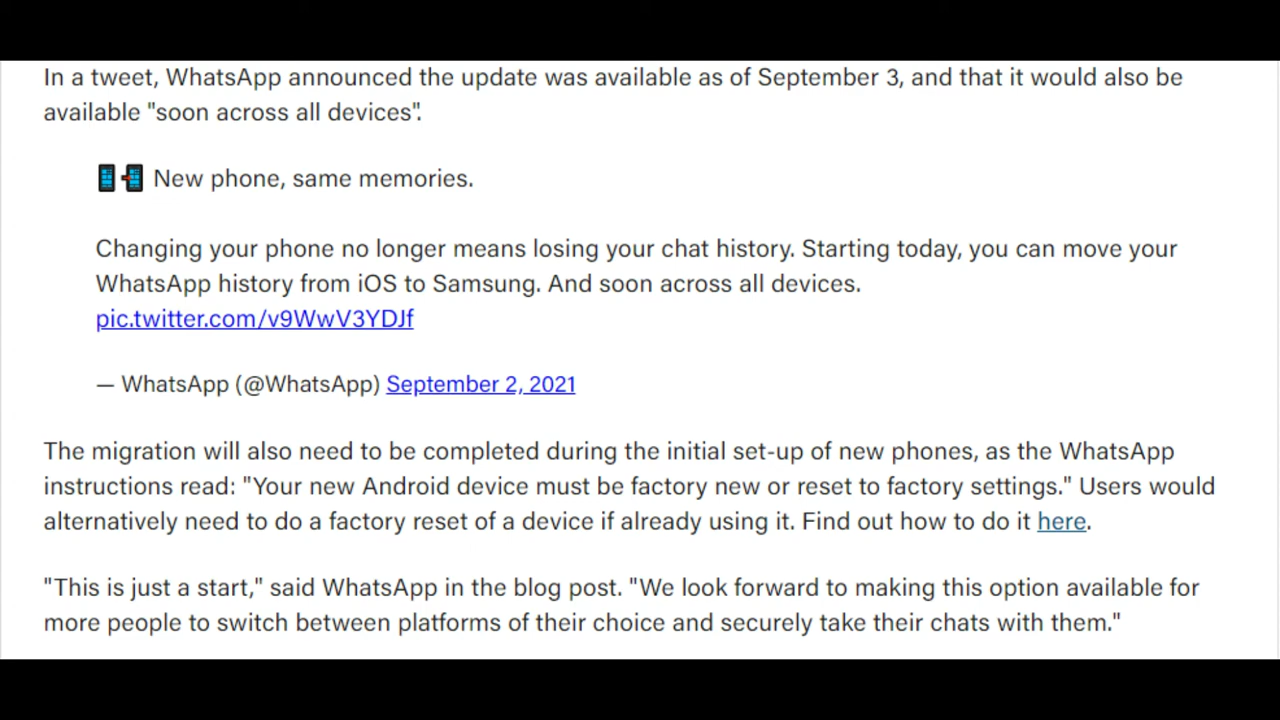 In a tweet, WhatsApp announced the update was available as of September 3, and that it would also be
available "soon across all devices".
📱📲 New phone, same memories.
Changing your phone no longer means losing your chat history. Starting today, you can move your
WhatsApp history from iOS to Samsung. And soon across all devices.
pic.twitter.com/v9WwV3YDJf
— WhatsApp (@WhatsApp) September 2, 2021
The migration will also need to be completed during the initial set-up of new phones, as the WhatsApp
instructions read: "Your new Android device must be factory new or reset to factory settings." Users would
alternatively need to do a factory reset of a device if already using it. Find out how to do it here.
"This is just a start," said WhatsApp in the blog post. "We look forward to making this option available for
more people to switch between platforms of their choice and securely take their chats with them."